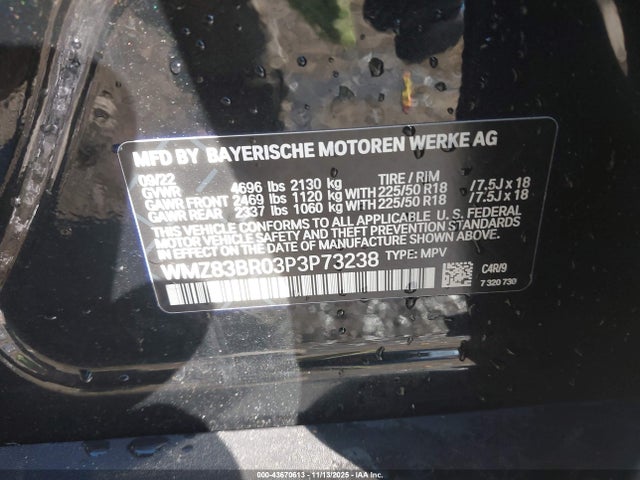 MFD BY BAYERISCHE MOTOREN WERKE AG
09/22 TIRE / RIM
GVWR 4696 lbs 2130 kg
GAWR FRONT 2469 lbs 1120 kg WITH 225/50 R18 /7.5J x 18
GAWR REAR 2337 lbs 1060 kg WITH 225/50 R18 /7.5J x 18
THIS VEHICLE CONFORMS TO ALL APPLICABLE U.S. FEDERAL
MOTOR VEHICLE SAFETY AND THEFT PREVENTION STANDARDS
IN EFFECT ON THE DATE OF MANUFACTURE SHOWN ABOVE.
WMZ83BR03P3P73238 TYPE: MPV
C4R/9
7 320 730
000-43670613 - 11/13/2025 - IAA Inc.